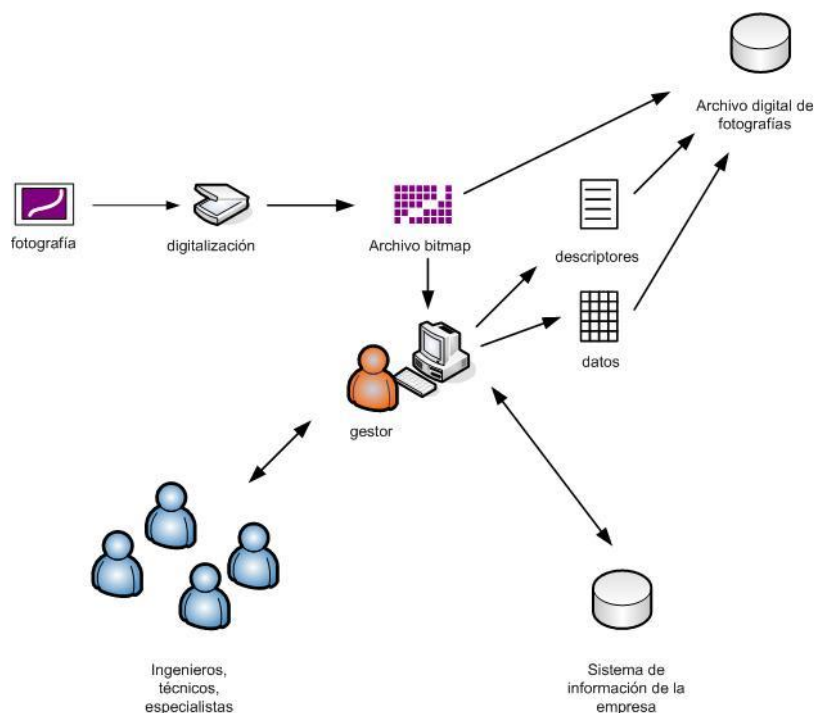 Archivo digital de
fotografías
fotografía
digitalización
Archivo bitmap
descriptores
datos
gestor
Ingenieros,
técnicos,
especialistas
Sistema de
información de la
empresa